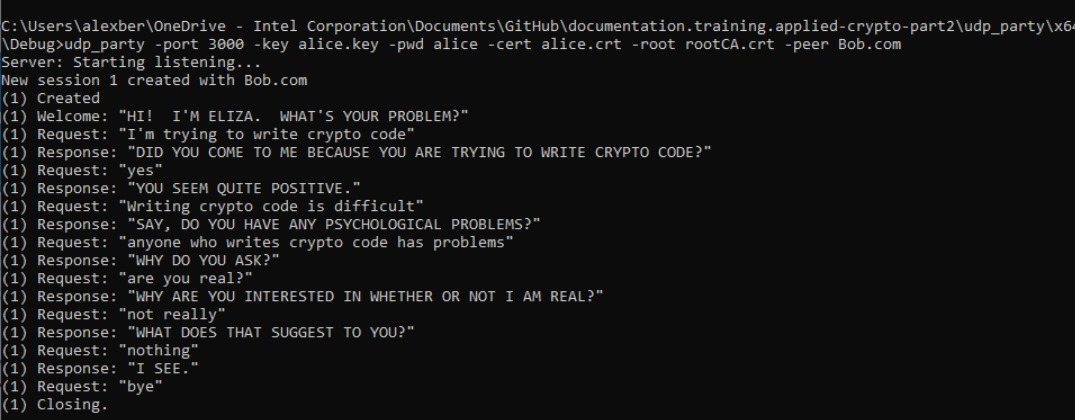 C:\Users\alexber\OneDrive - Intel Corporation\Documents\GitHub\documentation.training.applied-crypto-part2\udp_party\x64
\Debug>udp_party -port 3000 -key alice.key -pwd alice -cert alice.crt -root rootCA.crt -peer Bob.com
Server: Starting listening...
New session 1 created with Bob.com
(1) Created
(1) Welcome: "HI!  I'M ELIZA.  WHAT'S YOUR PROBLEM?"
(1) Request: "I'm trying to write crypto code"
(1) Response: "DID YOU COME TO ME BECAUSE YOU ARE TRYING TO WRITE CRYPTO CODE?"
(1) Request: "yes"
(1) Response: "YOU SEEM QUITE POSITIVE."
(1) Request: "Writing crypto code is difficult"
(1) Response: "SAY, DO YOU HAVE ANY PSYCHOLOGICAL PROBLEMS?"
(1) Request: "anyone who writes crypto code has problems"
(1) Response: "WHY DO YOU ASK?"
(1) Request: "are you real?"
(1) Response: "WHY ARE YOU INTERESTED IN WHETHER OR NOT I AM REAL?"
(1) Request: "not really"
(1) Response: "WHAT DOES THAT SUGGEST TO YOU?"
(1) Request: "nothing"
(1) Response: "I SEE."
(1) Request: "bye"
(1) Closing.